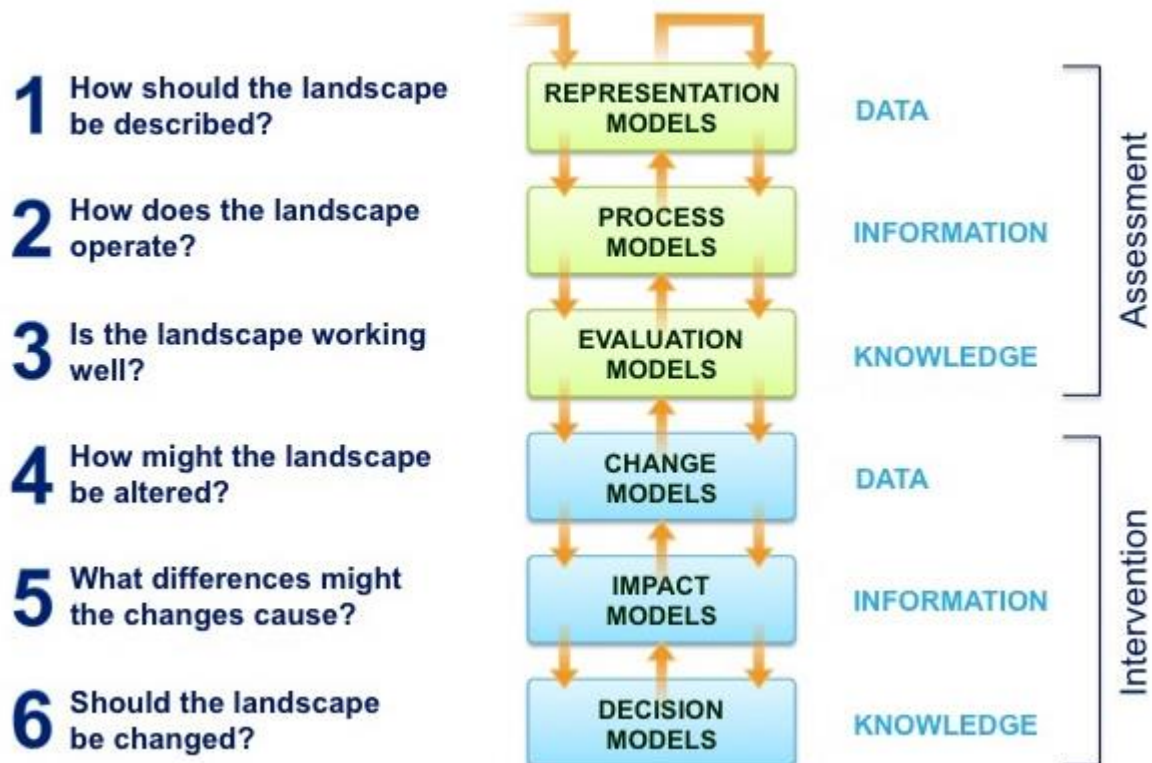 1 How should the landscape
be described?
REPRESENTATION
MODELS
DATA
2 How does the landscape
operate?
PROCESS
MODELS
INFORMATION
3 Is the landscape working
well?
EVALUATION
MODELS
KNOWLEDGE
Assessment
4 How might the landscape
be altered?
CHANGE
MODELS
DATA
5 What differences might
the changes cause?
IMPACT
MODELS
INFORMATION
6 Should the landscape
be changed?
DECISION
MODELS
KNOWLEDGE
Intervention